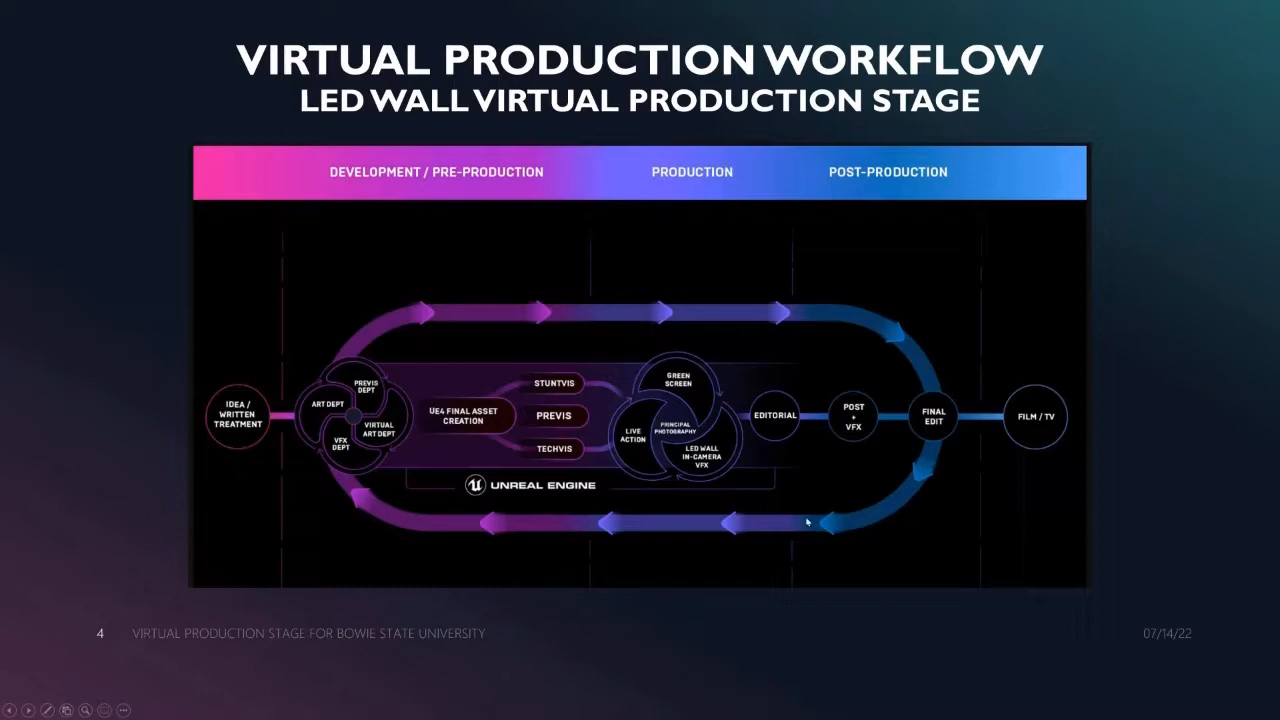 VIRTUAL PRODUCTION WORKFLOW
LED WALL VIRTUAL PRODUCTION STAGE
DEVELOPMENT / PRE-PRODUCTION
PRODUCTION
POST-PRODUCTION
IDEA /
WRITTEN
TREATMENT
PREVIS
DEPT
ART DEPT
VIRTUAL
ART DEPT
VFX
DEPT
UE4 FINAL ASSET
CREATION
STUNTVIS
PREVIS
TECHVIS
GREEN
SCREEN
LIVE
ACTION
PRINCIPAL
PHOTOGRAPHY
LED WALL
IN-CAMERA
VFX
EDITORIAL
POST
+
VFX
FINAL
EDIT
FILM / TV
UNREAL ENGINE
4
VIRTUAL PRODUCTION STAGE FOR BOWIE STATE UNIVERSITY
07/14/22